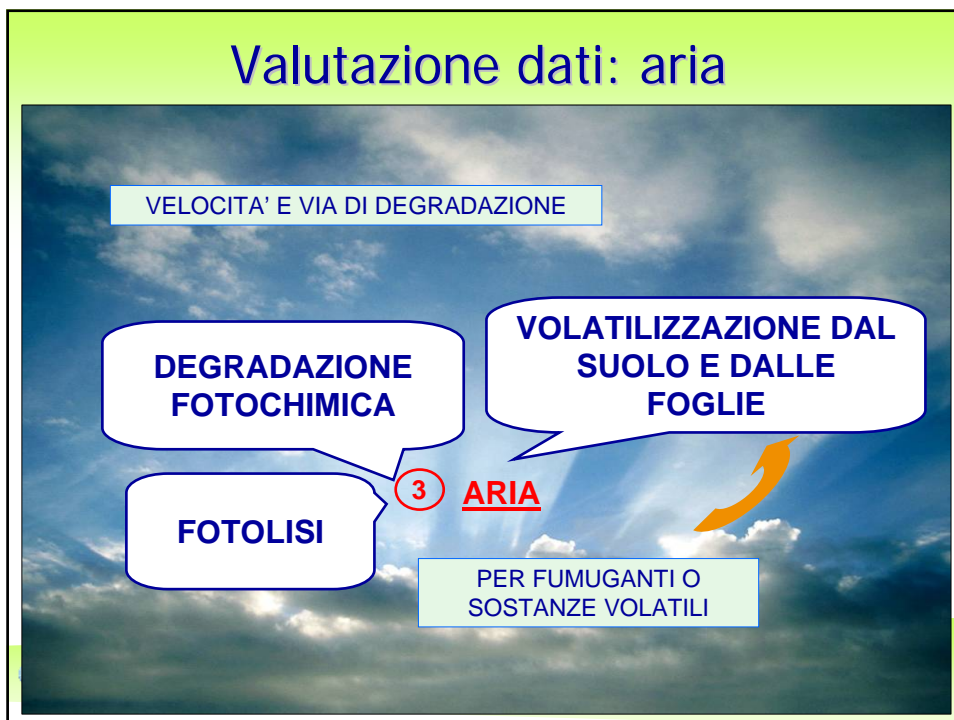 Valutazione dati: aria
VELOCITA' E VIA DI DEGRADAZIONE
VOLATILIZZAZIONE DAL
SUOLO E DALLE
FOGLIE
DEGRADAZIONE
FOTOCHIMICA
3 ARIA
FOTOLISI
PER FUMUGANTI O
SOSTANZE VOLATILI